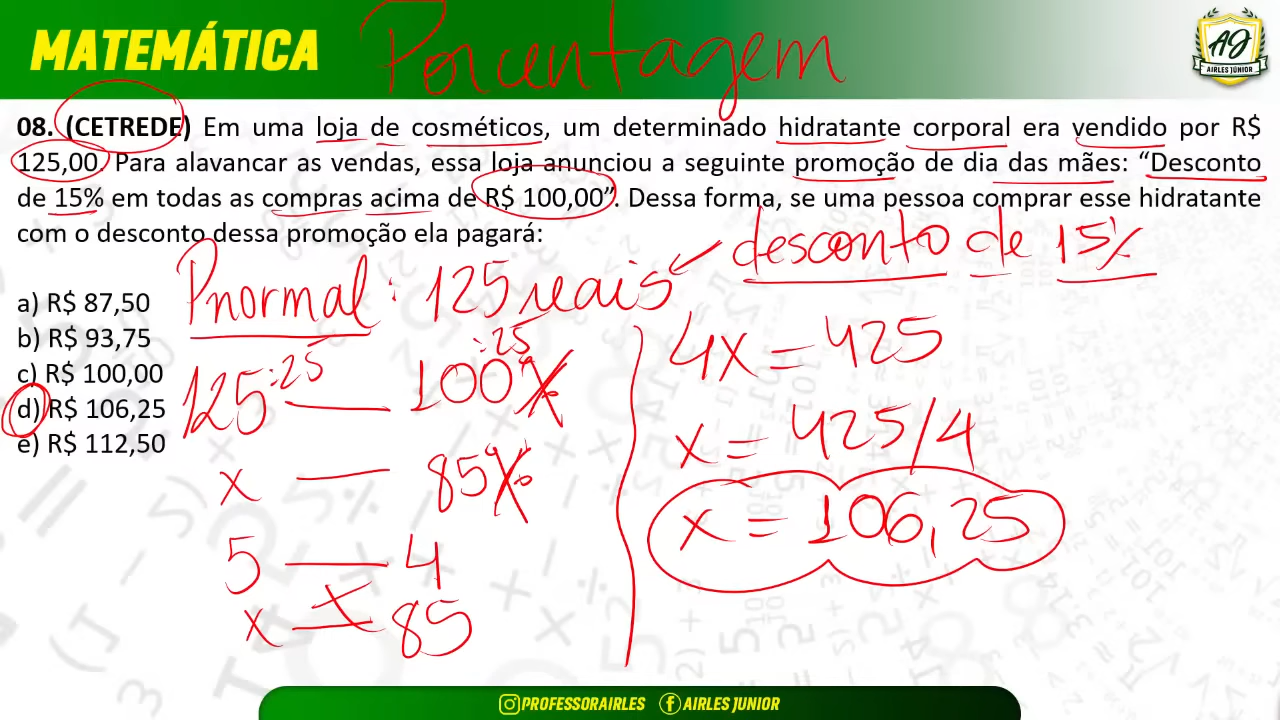 MATEMÁTICA Porcentagem
AJ
AIRLES JÚNIOR
08. (CETREDE) Em uma loja de cosméticos, um determinado hidratante corporal era vendido por R$
125,00. Para alavancar as vendas, essa loja anunciou a seguinte promoção de dia das mães: “Desconto
de 15% em todas as compras acima de R$ 100,00”. Dessa forma, se uma pessoa comprar esse hidratante
com o desconto dessa promoção ela pagará:
desconto de 15%
Pnormal: 125 reais
a) R$ 87,50
b) R$ 93,75
c) R$ 100,00
d) R$ 106,25
e) R$ 112,50
125 :25 — 100% :25
x — 85%
5 — 4
x — 85
4x = 425
x = 425/4
x = 106,25
PROFESSORAIRLES AIRLES JUNIOR